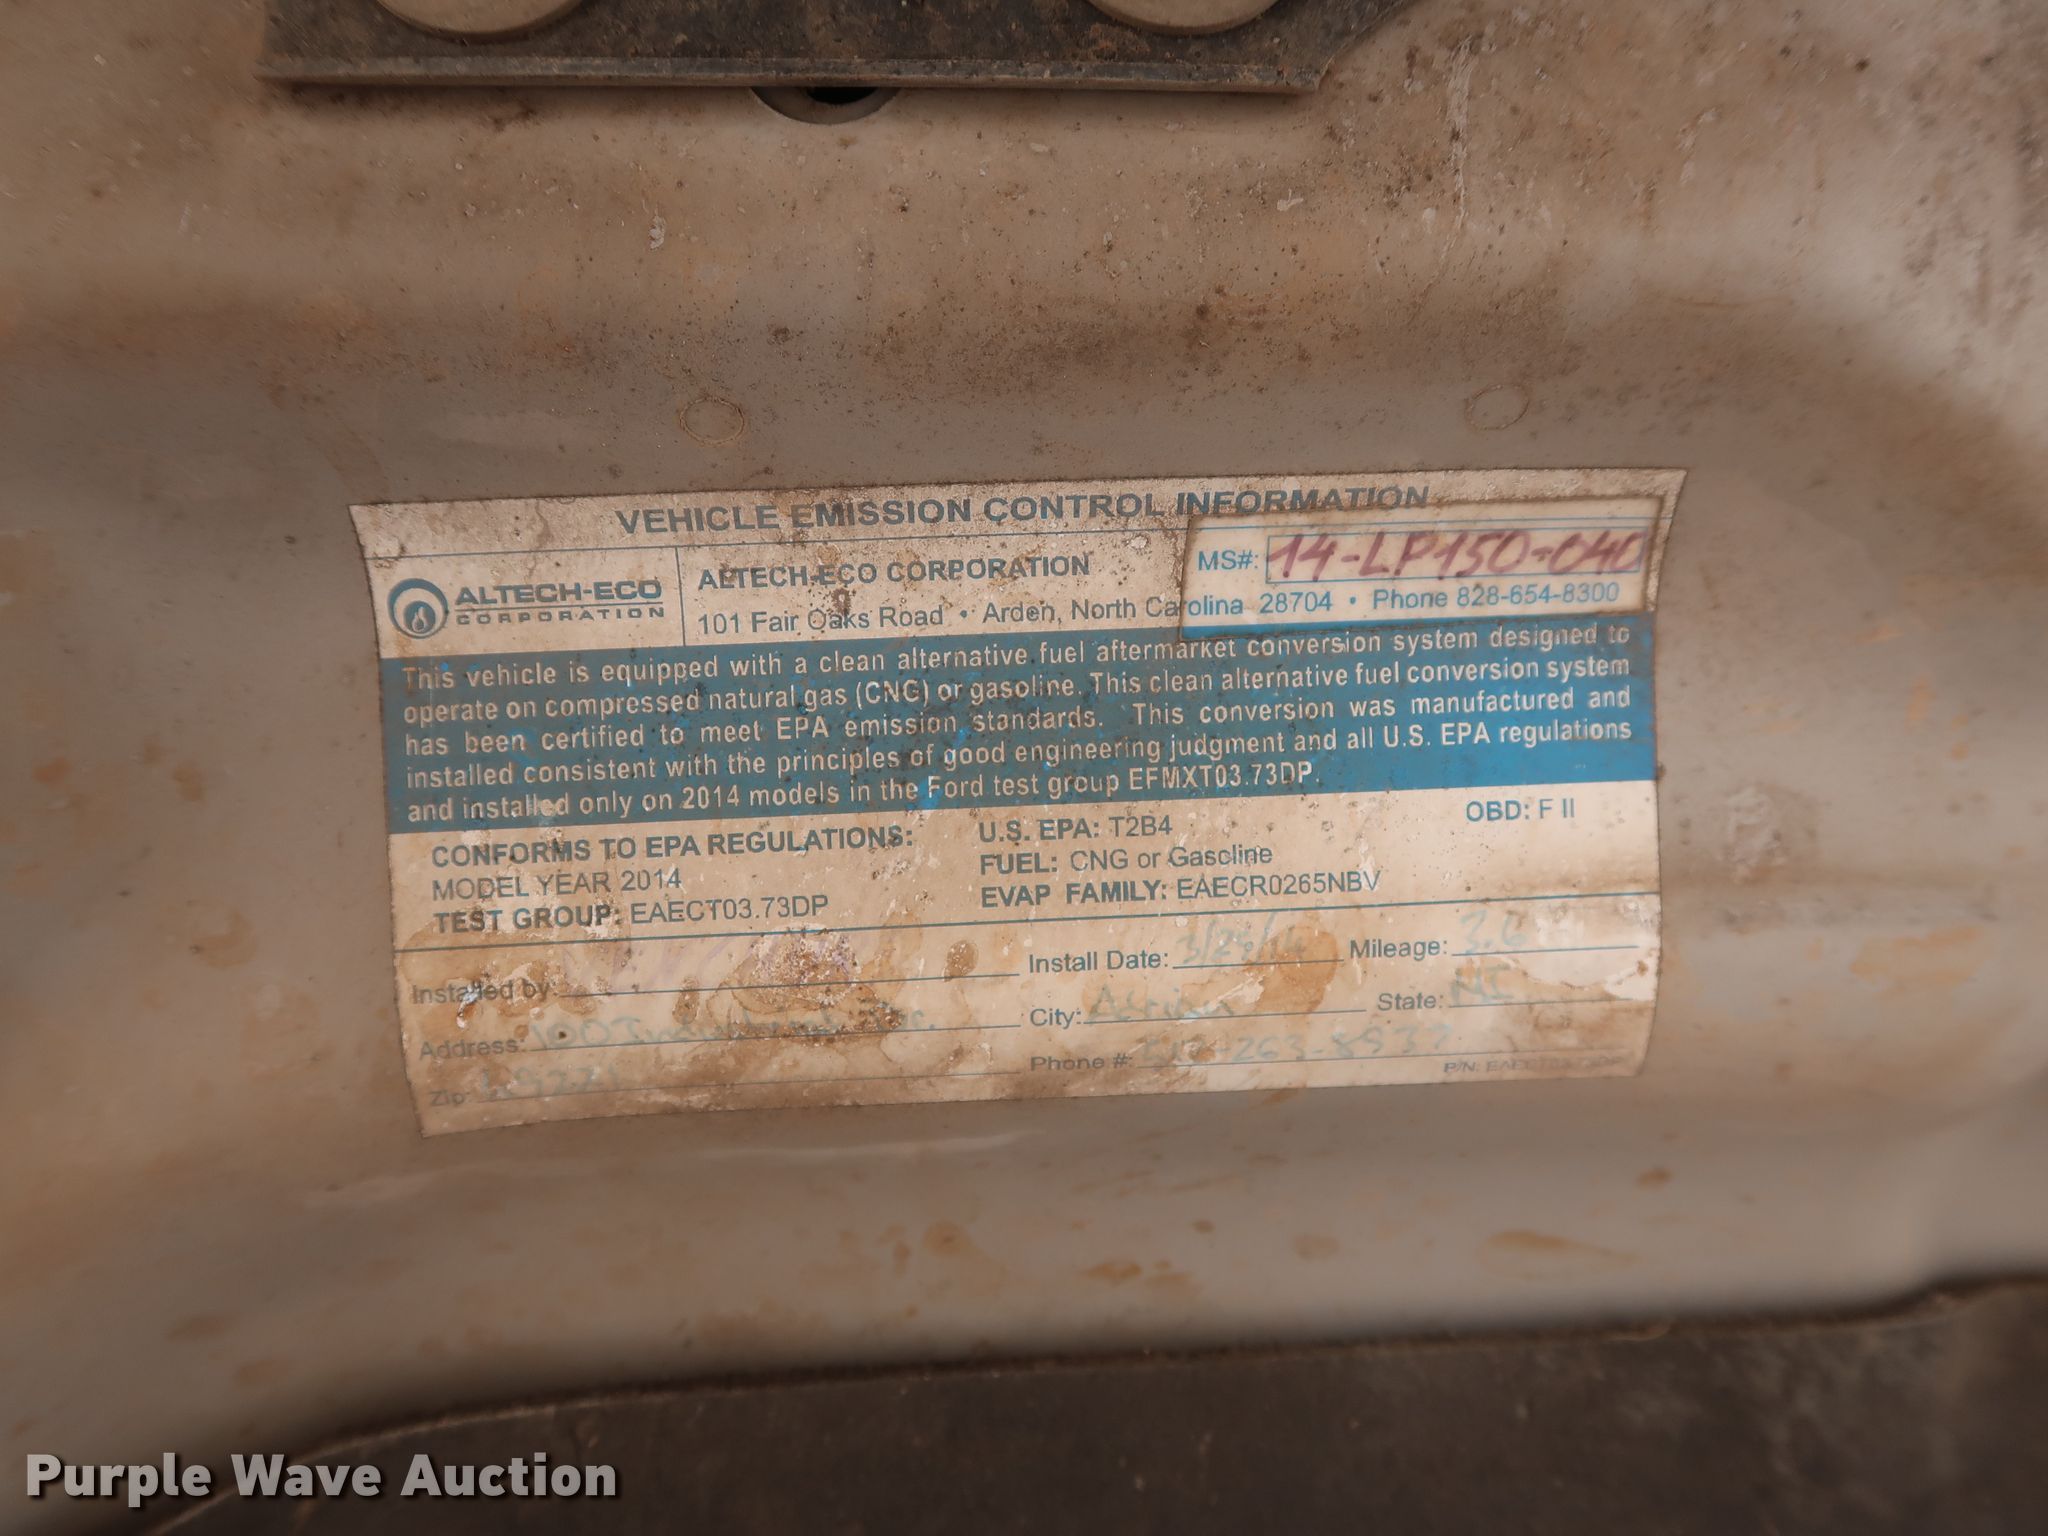 VEHICLE EMISSION CONTROL INFORMATION
ALTECH-ECO
CORPORATION
ALTECH-ECO CORPORATION
MS#: 14-LP150-040
101 Fair Oaks Road • Arden, North Carolina 28704 • Phone 828-654-8300
This vehicle is equipped with a clean alternative fuel aftermarket conversion system designed to
operate on compressed natural gas (CNG) or gasoline. This clean alternative fuel conversion system
has been certified to meet EPA emission standards. This conversion was manufactured and
installed consistent with the principles of good engineering judgment and all U.S. EPA regulations
and installed only on 2014 models in the Ford test group EFMXT03.73DP.
CONFORMS TO EPA REGULATIONS:
MODEL YEAR 2014
TEST GROUP: EAECT03.73DP
U.S. EPA: T2B4
OBD: F II
FUEL: CNG or Gasoline
EVAP FAMILY: EAECR0265NBV
Installed by:
Install Date:
Mileage: 3.6
Address: 100 Industrial
City:
State: MI
Zip:
Phone #:
P/N:
Purple Wave Auction